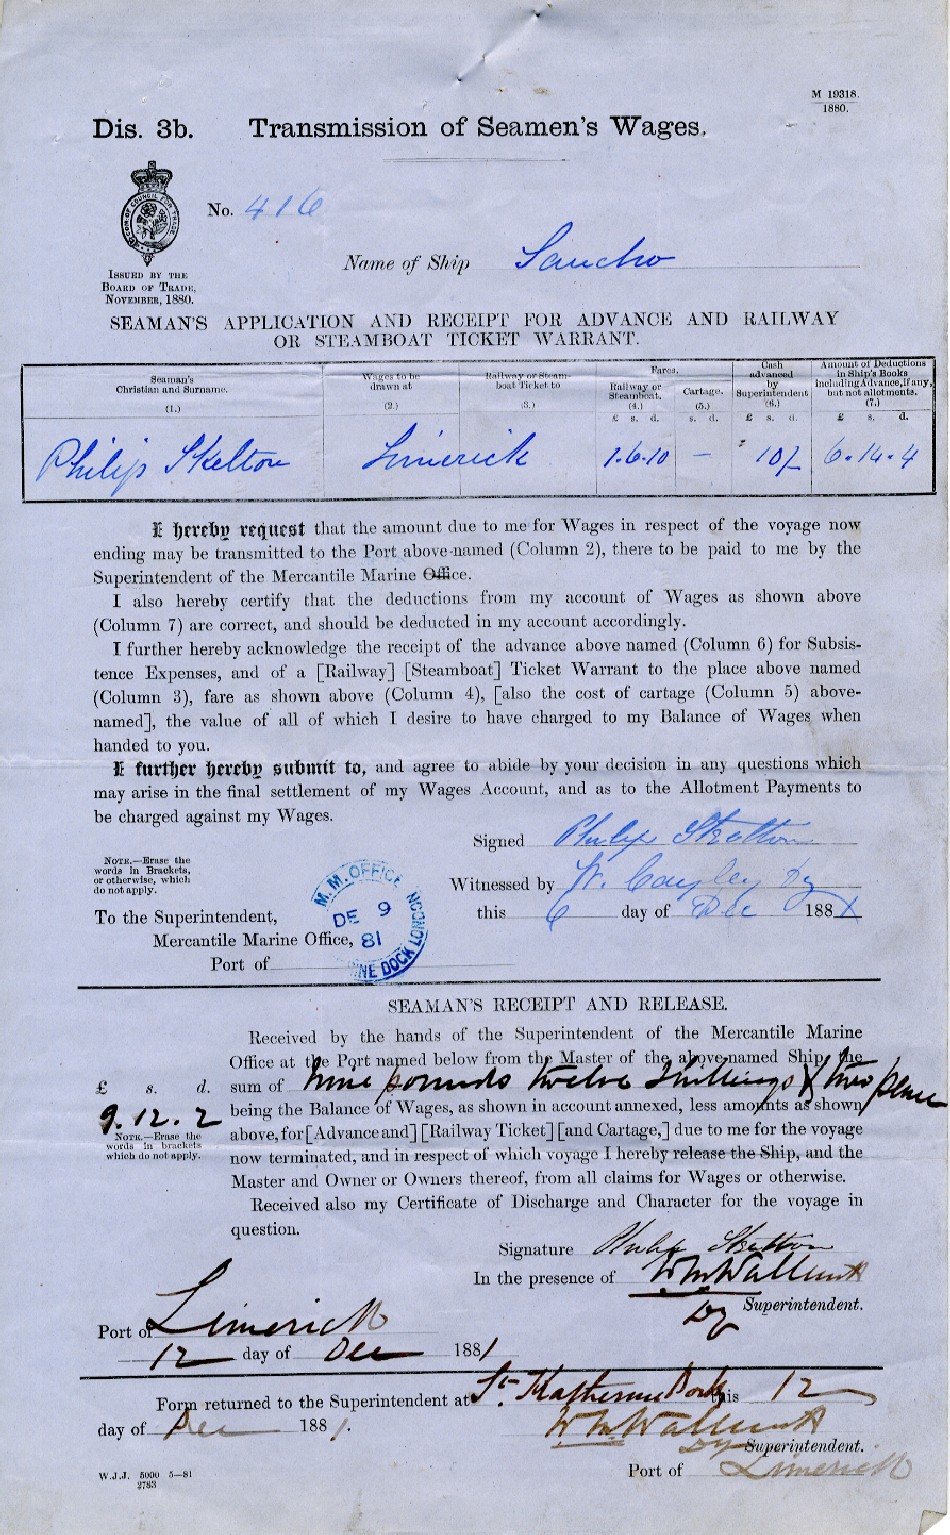 M 19318.
1880.
Dis. 3b. Transmission of Seamen's Wages.
No. 416
Name of Ship Sancho
ISSUED BY THE
BOARD OF TRADE,
NOVEMBER, 1880.
SEAMAN'S APPLICATION AND RECEIPT FOR ADVANCE AND RAILWAY
OR STEAMBOAT TICKET WARRANT.
Seaman's Christian and Surname. (1.)
Wages to be drawn at (2.)
Railway or Steamboat Ticket to (3.)
Fares.
Railway or Steamboat. (4.) £ s. d.
Cartage. (5.) s. d.
Cash advanced by Superintendent (6.) £ s. d.
Amount of Deductions in Ship's Books including Advance, if any, but not allotments. (7.) £ s. d.
Philip Skelton Limerick 1.6.10 — 10/- 6.14.4
I hereby request that the amount due to me for Wages in respect of the voyage now
ending may be transmitted to the Port above-named (Column 2), there to be paid to me by the
Superintendent of the Mercantile Marine Office.
I also hereby certify that the deductions from my account of Wages as shown above
(Column 7) are correct, and should be deducted in my account accordingly.
I further hereby acknowledge the receipt of the advance above named (Column 6) for Subsis-
tence Expenses, and of a [Railway] [Steamboat] Ticket Warrant to the place above named
(Column 3), fare as shown above (Column 4), [also the cost of cartage (Column 5) above-
named], the value of all of which I desire to have charged to my Balance of Wages when
handed to you.
I further hereby submit to, and agree to abide by your decision in any questions which
may arise in the final settlement of my Wages Account, and as to the Allotment Payments to
be charged against my Wages.
Signed Philip Skelton
NOTE.—Erase the
words in Brackets,
or otherwise, which
do not apply.
Witnessed by W.
this 6 day of Dec 1881
To the Superintendent,
Mercantile Marine Office,
Port of
M.M. OFFICE
DE 9
81
DOCK LONDON
SEAMAN'S RECEIPT AND RELEASE.
Received by the hands of the Superintendent of the Mercantile Marine
Office at the Port named below from the Master of the above-named Ship, the
£ s. d. sum of Nine pounds twelve shillings & two pence
9.12.2 being the Balance of Wages, as shown in account annexed, less amounts as shown
NOTE.—Erase the
words in brackets
which do not apply.
above, for [Advance and] [Railway Ticket] [and Cartage,] due to me for the voyage
now terminated, and in respect of which voyage I hereby release the Ship, and the
Master and Owner or Owners thereof, from all claims for Wages or otherwise.
Received also my Certificate of Discharge and Character for the voyage in
question.
Signature Philip Skelton
In the presence of
Dy Superintendent.
Port of Limerick
12 day of Dec 1881
Form returned to the Superintendent at St. Katherine Dock this 12
day of Dec 1881.
Dy Superintendent.
Port of Limerick
W.J.J. 5000 5—81
2783